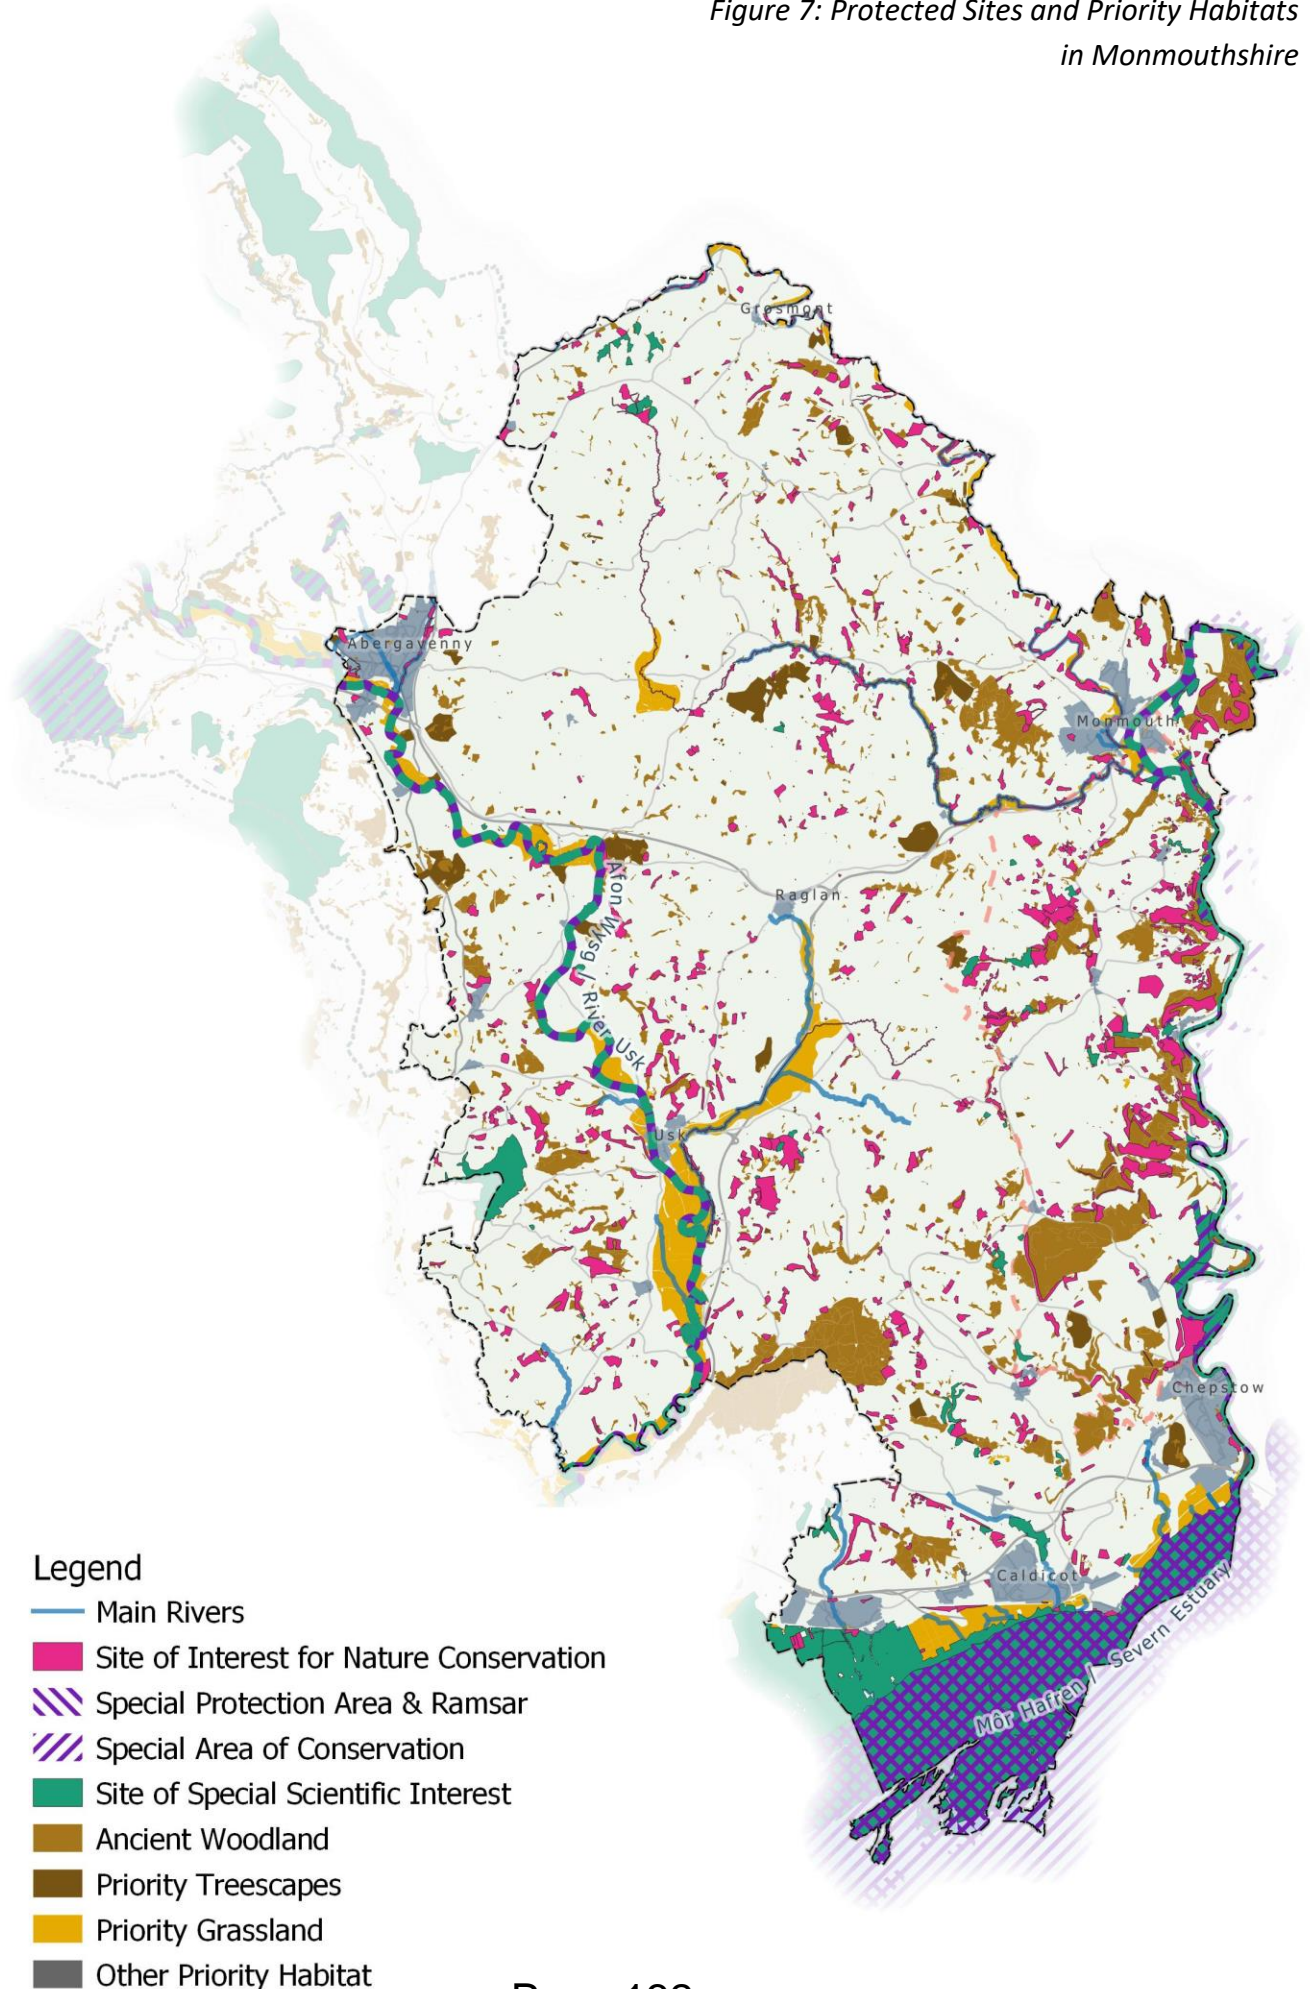 Figure 7: Protected Sites and Priority Habitats
in Monmouthshire
Grosmont
Abergavenny
Monmouth
Afon Wysg / River Usk
Raglan
Usk
Chepstow
Caldicot
Môr Hafren / Severn Estuary
Legend
Main Rivers
Site of Interest for Nature Conservation
Special Protection Area & Ramsar
Special Area of Conservation
Site of Special Scientific Interest
Ancient Woodland
Priority Treescapes
Priority Grassland
Other Priority Habitat